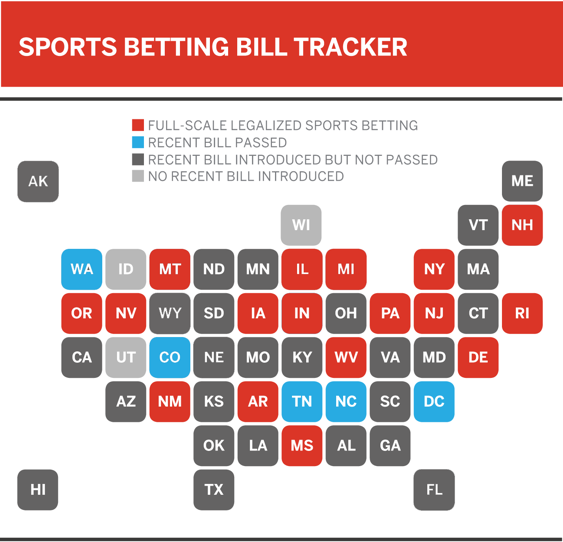 SPORTS BETTING BILL TRACKER
FULL-SCALE LEGALIZED SPORTS BETTING
RECENT BILL PASSED
RECENT BILL INTRODUCED BUT NOT PASSED
NO RECENT BILL INTRODUCED
AK ME
WI VT NH
WA ID MT ND MN IL MI NY MA
OR NV WY SD IA IN OH PA NJ CT RI
CA UT CO NE MO KY WV VA MD DE
AZ NM KS AR TN NC SC DC
OK LA MS AL GA
HI TX FL